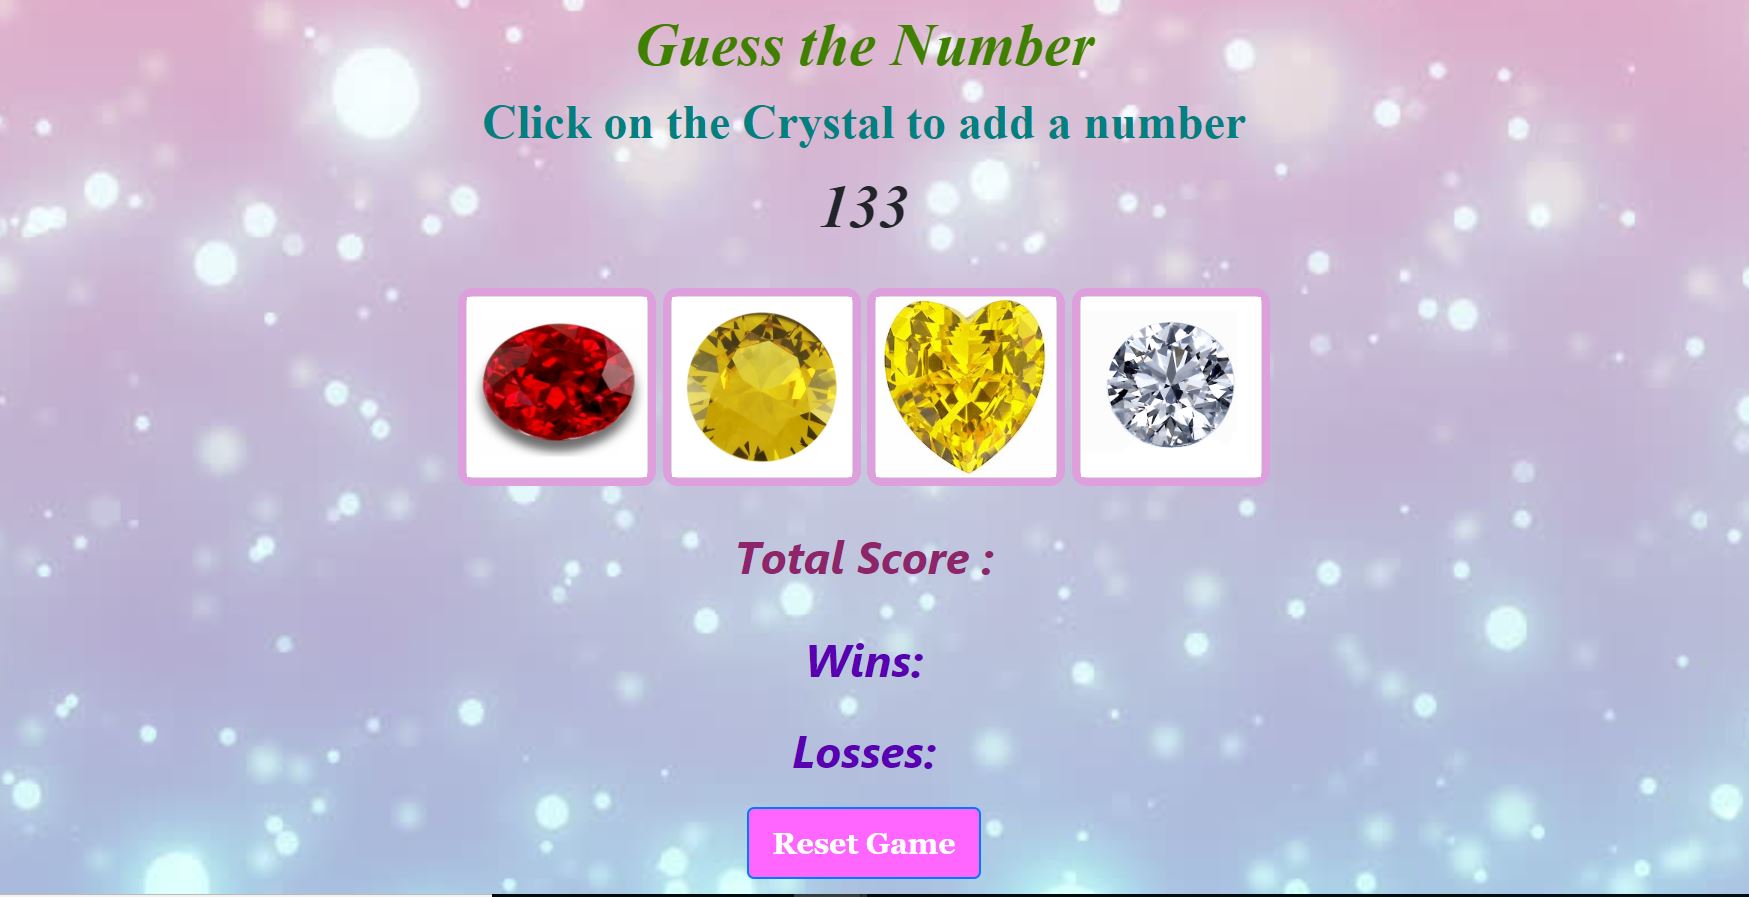 Guess the Number
Click on the Crystal to add a number
133
Total Score :
Wins:
Losses:
Reset Game